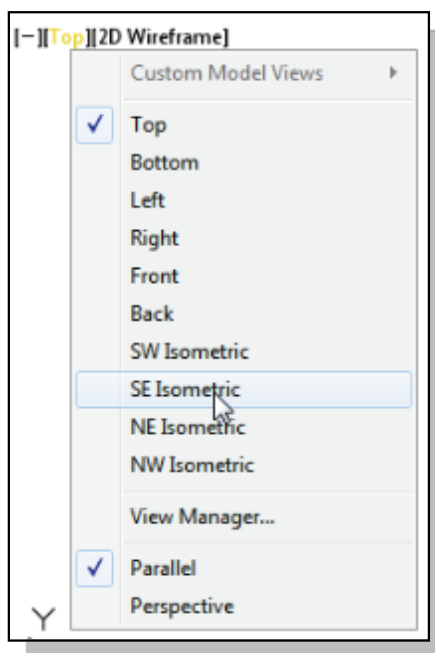 [−][Top][2D Wireframe]
Custom Model Views
Top
Bottom
Left
Right
Front
Back
SW Isometric
SE Isometric
NE Isometric
NW Isometric
View Manager...
Parallel
Perspective
Y